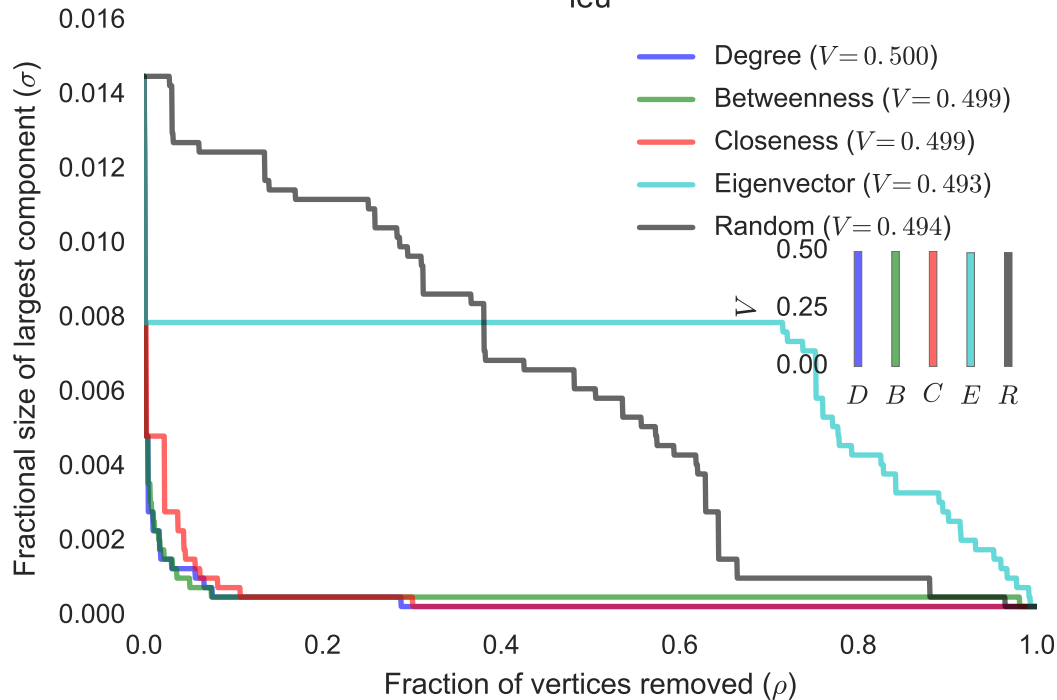 Degree (V = 0.500)
Betweenness (V = 0.499)
Closeness (V = 0.499)
Eigenvector (V = 0.493)
Random (V = 0.494)
0.016
0.014
0.012
0.010
0.008
0.006
0.004
0.002
0.000
Fractional size of largest component (σ)
0.50
0.25
0.00
V
D B C E R
0.0 0.2 0.4 0.6 0.8 1.0
Fraction of vertices removed (ρ)